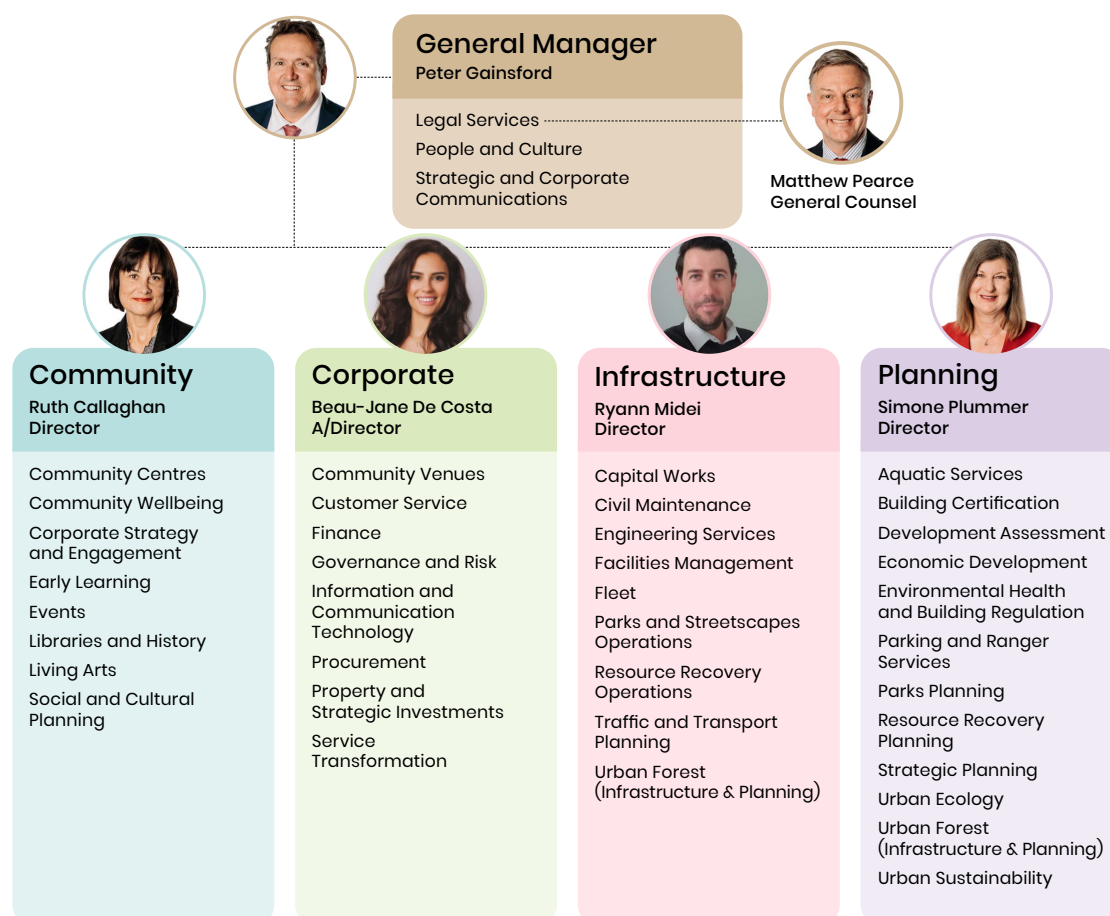 General Manager
Peter Gainsford
Legal Services
People and Culture
Strategic and Corporate
Communications
Matthew Pearce
General Counsel
Community
Ruth Callaghan
Director
Community Centres
Community Wellbeing
Corporate Strategy
and Engagement
Early Learning
Events
Libraries and History
Living Arts
Social and Cultural
Planning
Corporate
Beau-Jane De Costa
A/Director
Community Venues
Customer Service
Finance
Governance and Risk
Information and
Communication
Technology
Procurement
Property and
Strategic Investments
Service
Transformation
Infrastructure
Ryann Midei
Director
Capital Works
Civil Maintenance
Engineering Services
Facilities Management
Fleet
Parks and Streetscapes
Operations
Resource Recovery
Operations
Traffic and Transport
Planning
Urban Forest
(Infrastructure & Planning)
Planning
Simone Plummer
Director
Aquatic Services
Building Certification
Development Assessment
Economic Development
Environmental Health
and Building Regulation
Parking and Ranger
Services
Parks Planning
Resource Recovery
Planning
Strategic Planning
Urban Ecology
Urban Forest
(Infrastructure & Planning)
Urban Sustainability